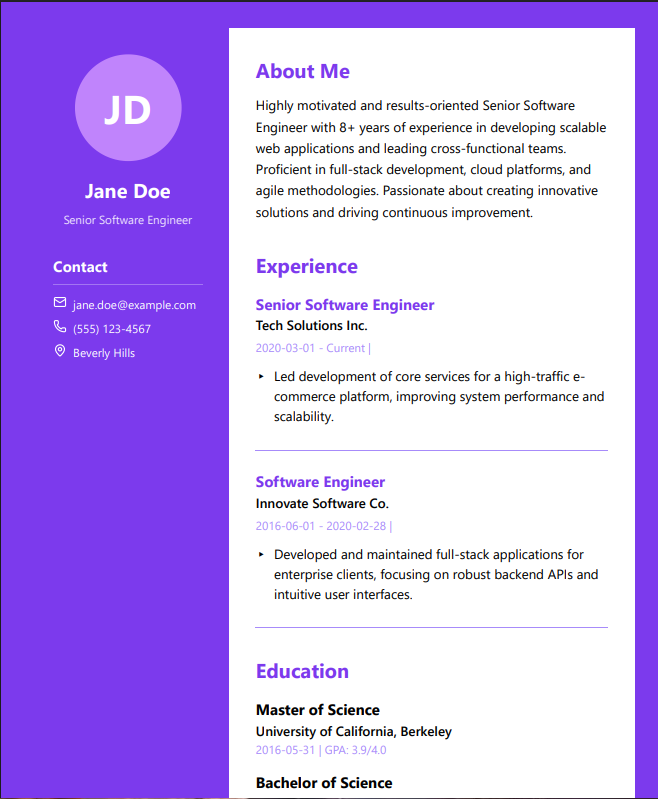 JD
Jane Doe
Senior Software Engineer
Contact
jane.doe@example.com
(555) 123-4567
Beverly Hills
About Me
Highly motivated and results-oriented Senior Software
Engineer with 8+ years of experience in developing scalable
web applications and leading cross-functional teams.
Proficient in full-stack development, cloud platforms, and
agile methodologies. Passionate about creating innovative
solutions and driving continuous improvement.
Experience
Senior Software Engineer
Tech Solutions Inc.
2020-03-01 - Current |
‣ Led development of core services for a high-traffic e-
commerce platform, improving system performance and
scalability.
Software Engineer
Innovate Software Co.
2016-06-01 - 2020-02-28 |
‣ Developed and maintained full-stack applications for
enterprise clients, focusing on robust backend APIs and
intuitive user interfaces.
Education
Master of Science
University of California, Berkeley
2016-05-31 | GPA: 3.9/4.0
Bachelor of Science